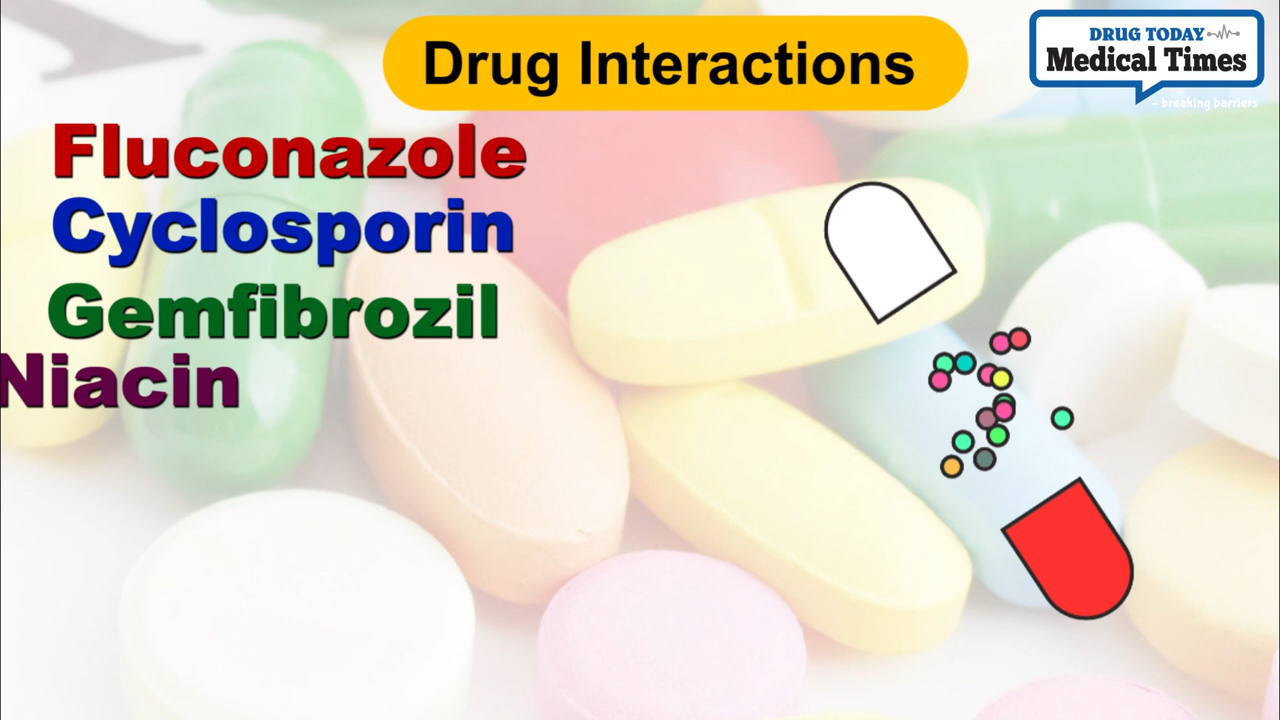 Drug Interactions
DRUG TODAY
Medical Times
- breaking barriers
Fluconazole
Cyclosporin
Gemfibrozil
Niacin